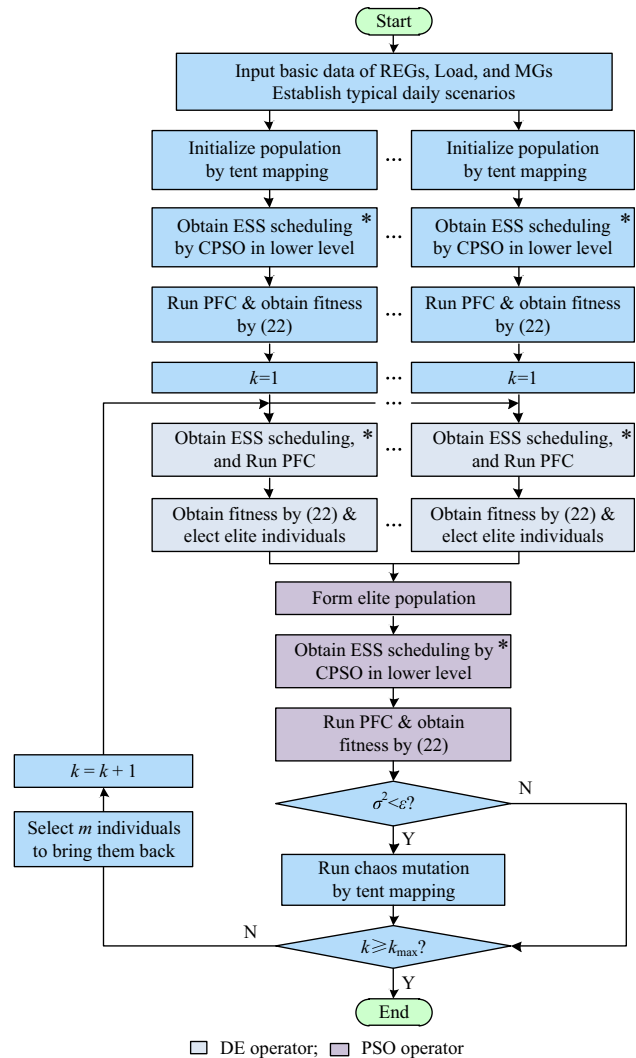 Start
Input basic data of REGs, Load, and MGs
Establish typical daily scenarios
Initialize population
by tent mapping
...
Initialize population
by tent mapping
Obtain ESS scheduling *
by CPSO in lower level
...
Obtain ESS scheduling *
by CPSO in lower level
Run PFC & obtain fitness
by (22)
...
Run PFC & obtain fitness
by (22)
k=1
...
k=1
...
Obtain ESS scheduling, *
and Run PFC
...
Obtain ESS scheduling, *
and Run PFC
Obtain fitness by (22) &
elect elite individuals
...
Obtain fitness by (22) &
elect elite individuals
Form elite population
Obtain ESS scheduling by *
CPSO in lower level
Run PFC & obtain
fitness by (22)
k = k + 1
σ²<ε?
N
Y
Select m individuals
to bring them back
Run chaos mutation
by tent mapping
N
k≥kmax?
Y
End
DE operator; PSO operator